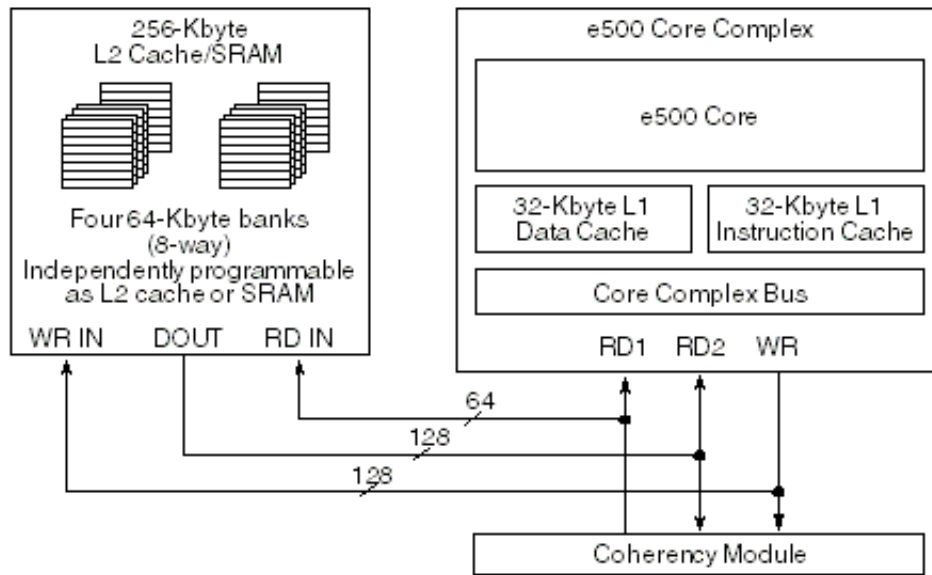 256-Kbyte
L2 Cache/SRAM
Four 64-Kbyte banks
(8-way)
Independently programmable
as L2 cache or SRAM
WR IN DOUT RD IN
e500 Core Complex
e500 Core
32-Kbyte L1
Data Cache
32-Kbyte L1
Instruction Cache
Core Complex Bus
RD1 RD2 WR
64
128
128
Coherency Module